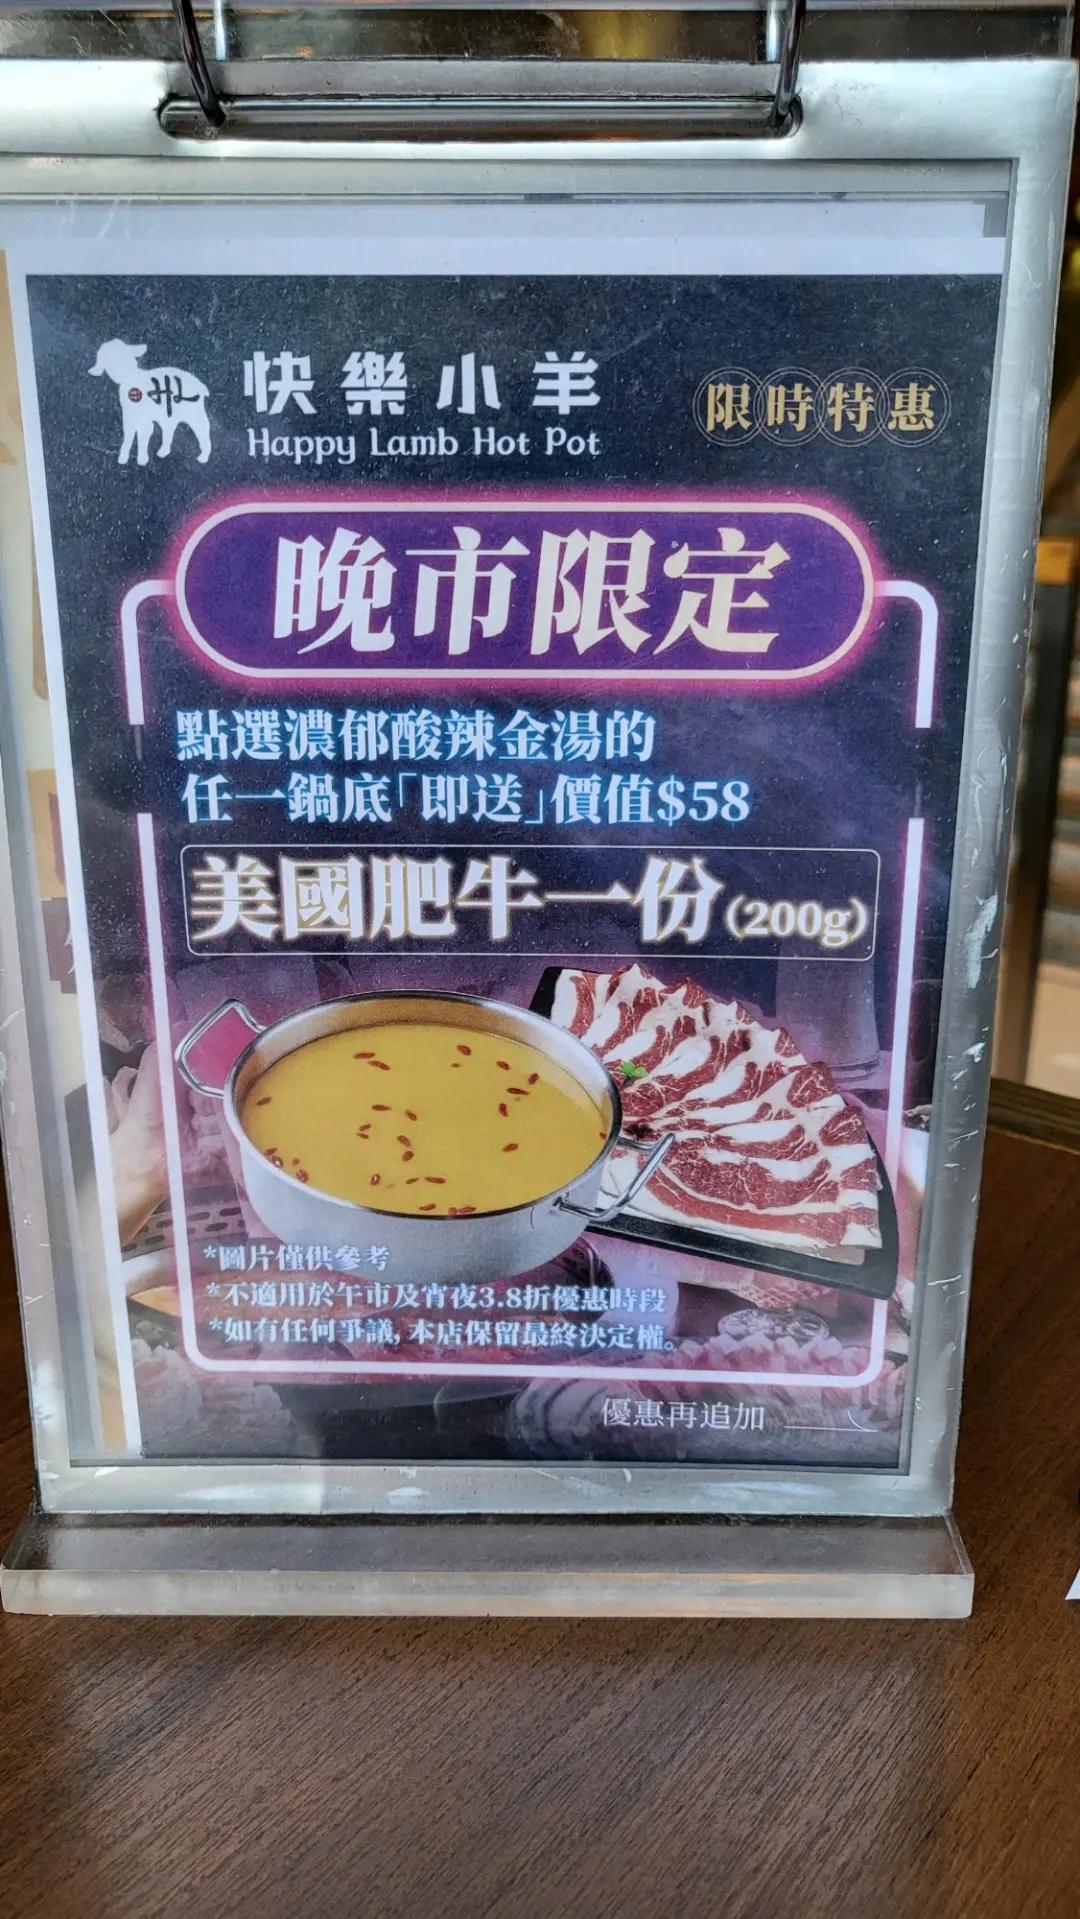 快樂小羊
Happy Lamb Hot Pot
限時特惠
晚市限定
點選濃郁酸辣金湯的
任一鍋底「即送」價值$58
美國肥牛一份(200g)
*圖片僅供參考
*不適用於午市及宵夜3.8折優惠時段
*如有任何爭議, 本店保留最終決定權。
優惠再追加